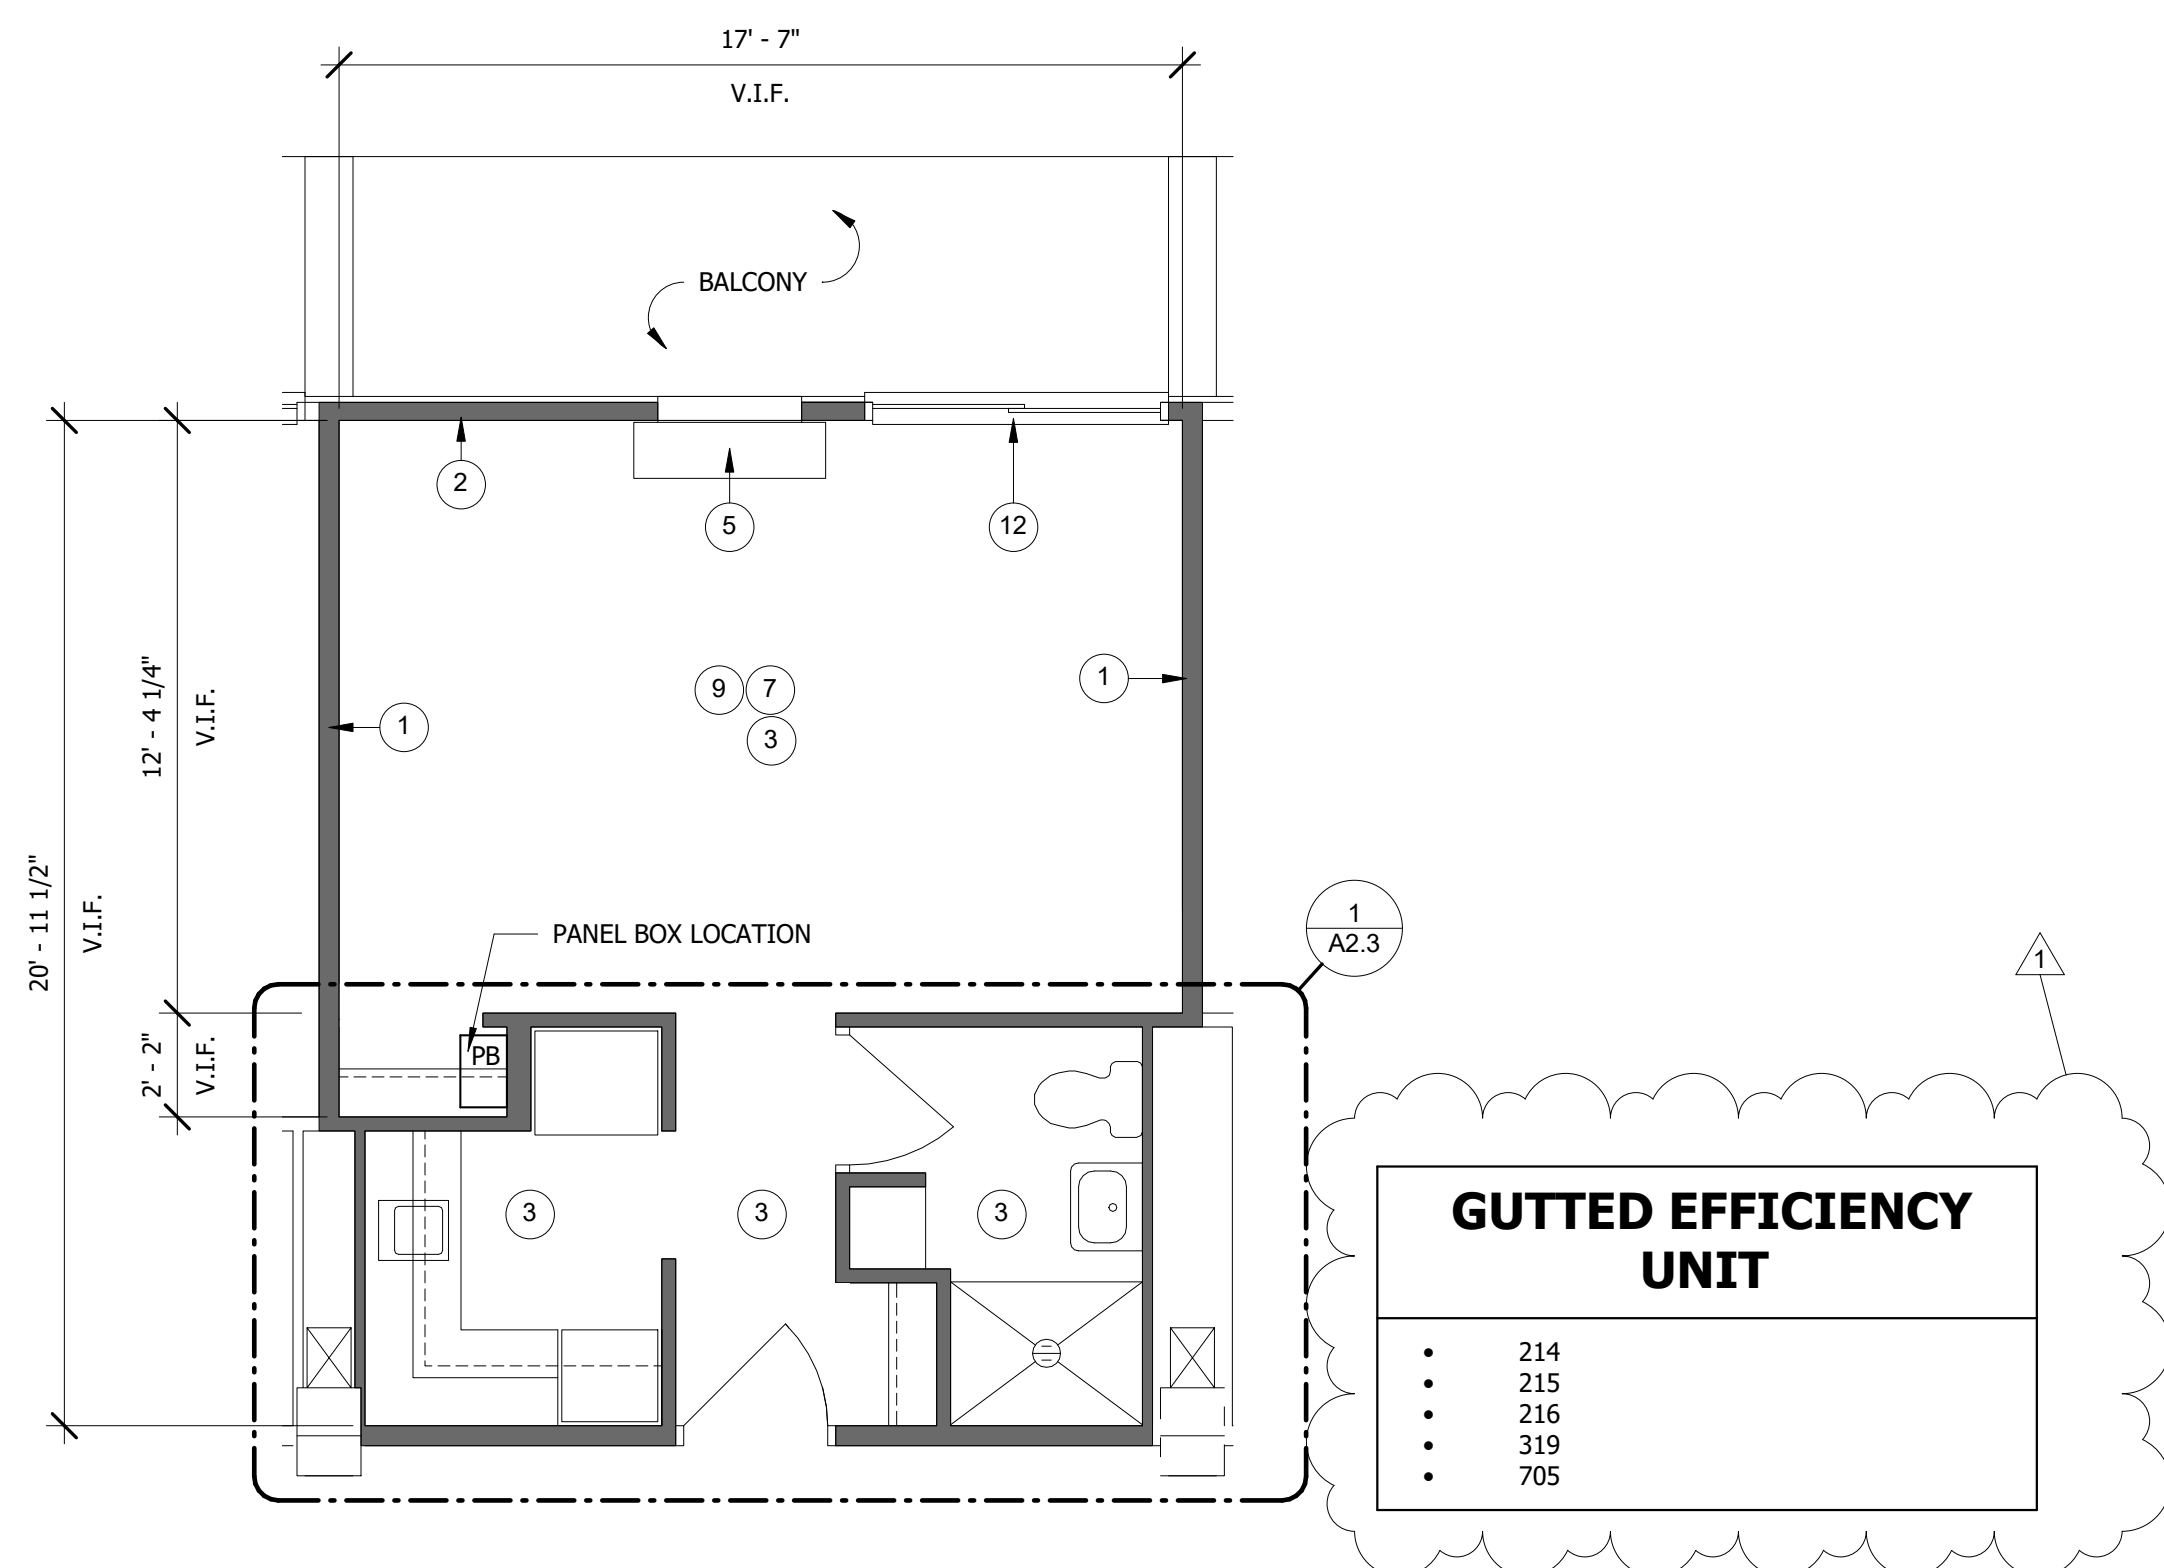 17' - 7"
V.I.F.
BALCONY
2
5
12
12' - 4 1/4"
V.I.F.
9
7
1
1
3
20' - 11 1/2"
V.I.F.
PANEL BOX LOCATION
1
A2.3
1
2' - 2"
V.I.F.
PB
3
3
3
GUTTED EFFICIENCY
UNIT
• 214
• 215
• 216
• 319
• 705